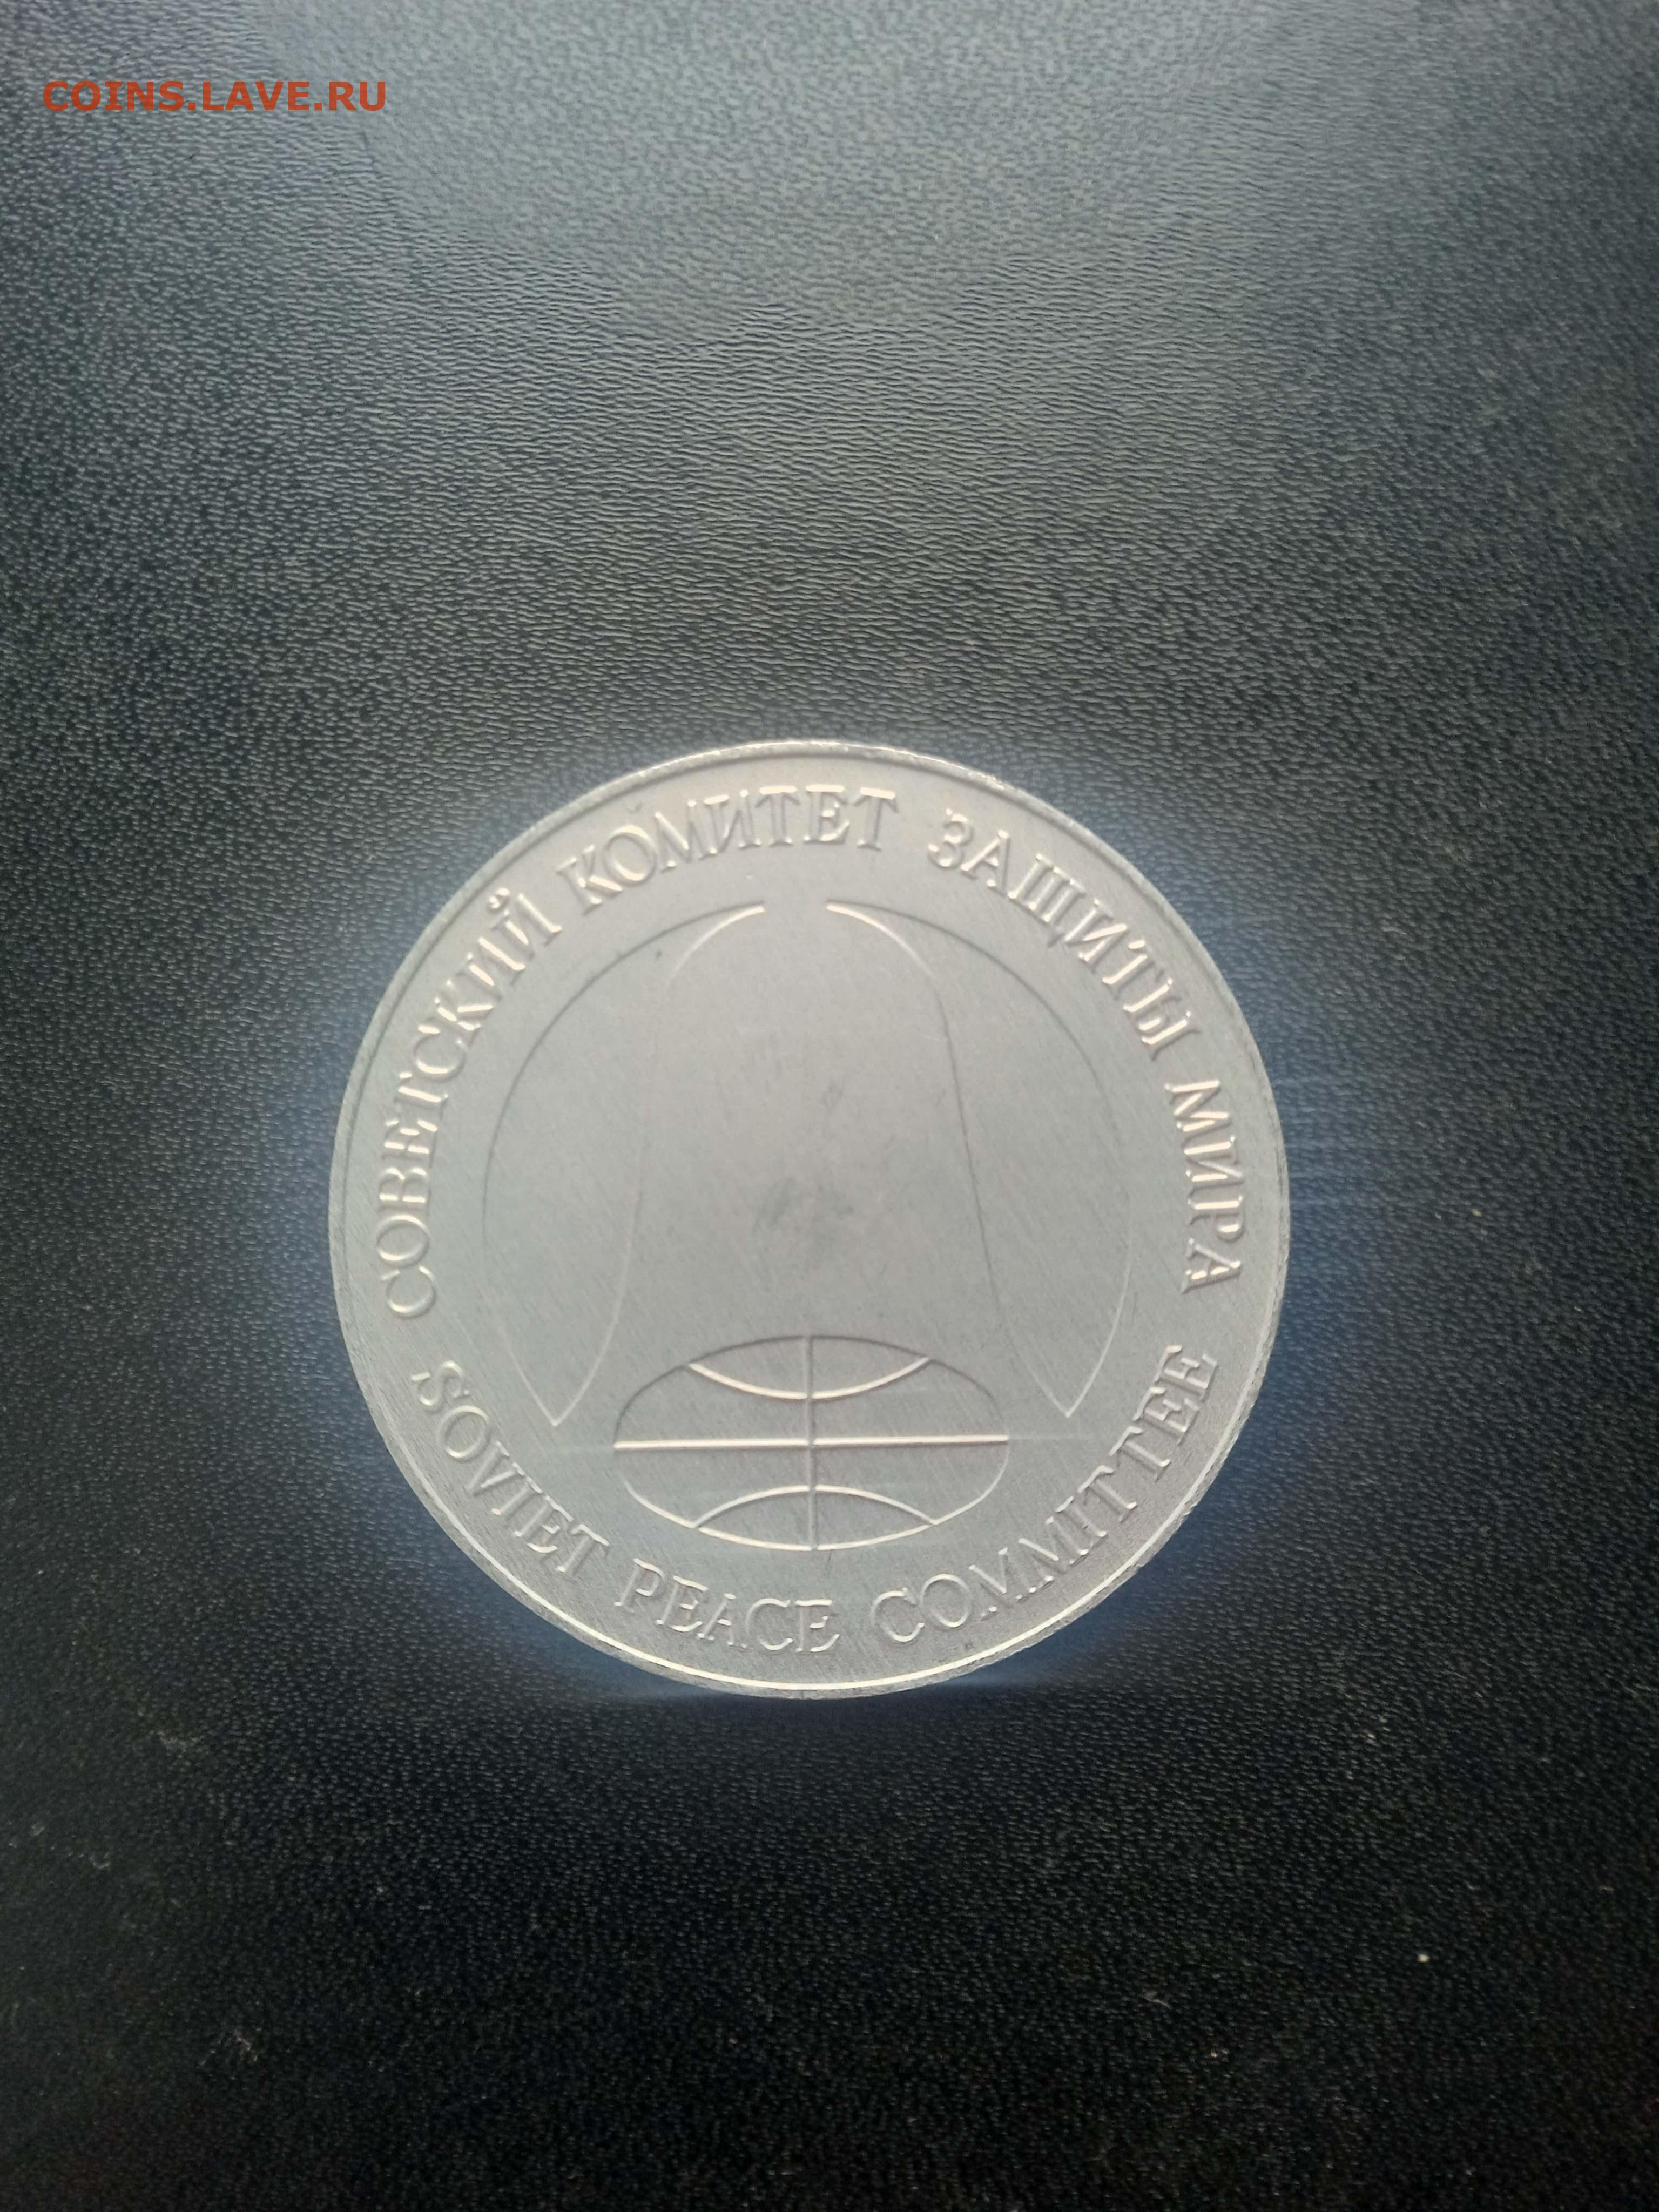 COINS.LAVE.RU
СОВЕТСКИЙ КОМИТЕТ ЗАЩИТЫ МИРА
SOVIET PEACE COMMITTEE